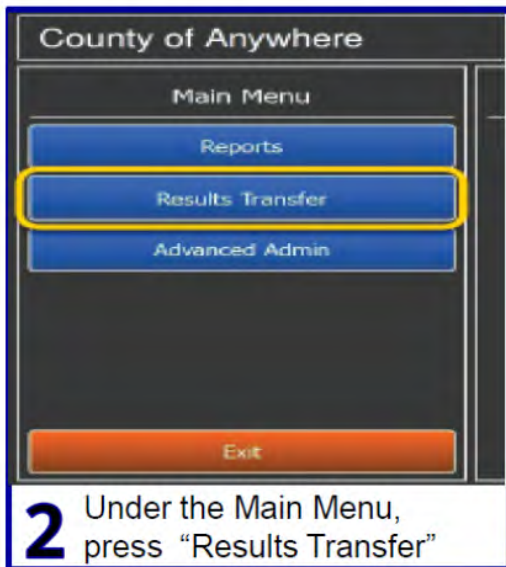 County of Anywhere
Main Menu
Reports
Results Transfer
Advanced Admin
Exit
2 Under the Main Menu,
press “Results Transfer”